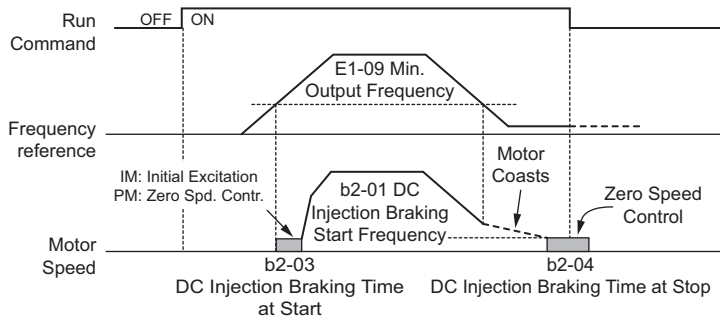 Run
Command
OFF
ON
E1-09 Min.
Output Frequency
Frequency
reference
IM: Initial Excitation
PM: Zero Spd. Contr.
b2-01 DC
Injection Braking
Start Frequency
Motor
Coasts
Zero Speed
Control
Motor
Speed
b2-03
DC Injection Braking Time
at Start
b2-04
DC Injection Braking Time at Stop